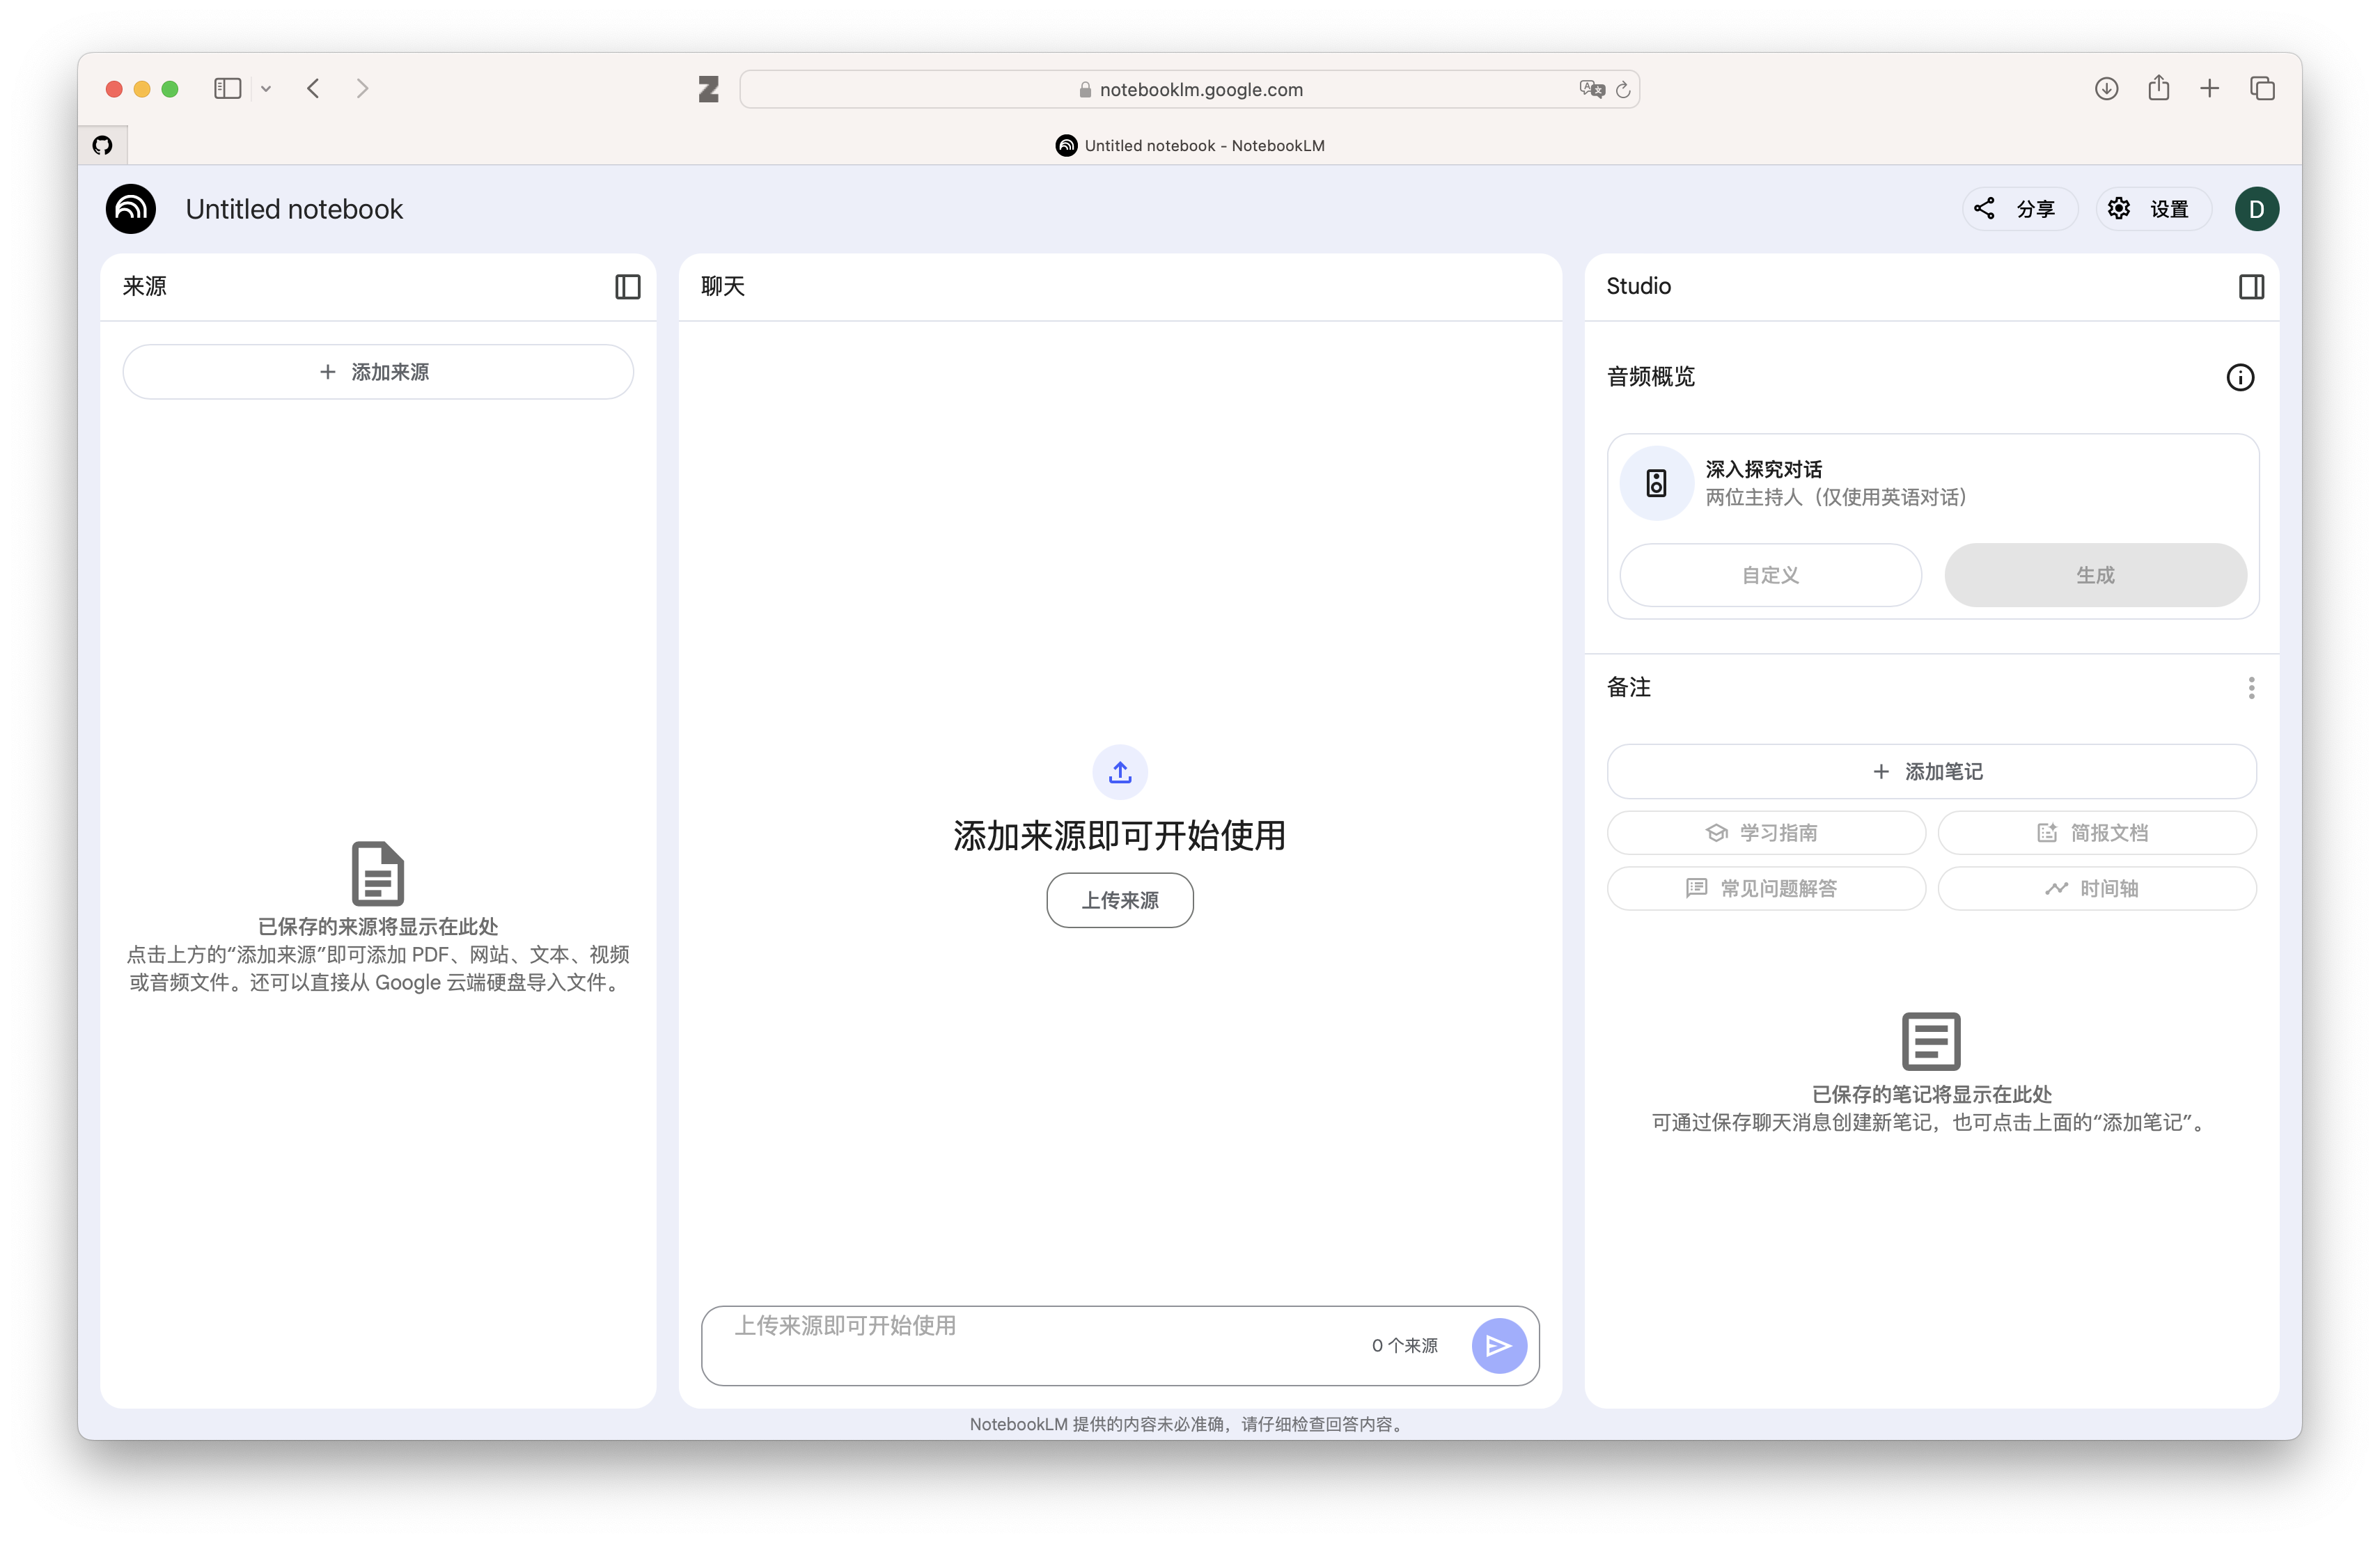 notebooklm.google.com
Untitled notebook - NotebookLM
Untitled notebook
分享
设置
D
来源
添加来源
已保存的来源将显示在此处
点击上方的“添加来源”即可添加 PDF、网站、文本、视频
或音频文件。还可以直接从 Google 云端硬盘导入文件。
聊天
添加来源即可开始使用
上传来源
上传来源即可开始使用
0 个来源
Studio
音频概览
深入探究对话
两位主持人（仅使用英语对话）
自定义
生成
备注
添加笔记
学习指南
简报文档
常见问题解答
时间轴
已保存的笔记将显示在此处
可通过保存聊天消息创建新笔记，也可点击上面的“添加笔记”。
NotebookLM 提供的内容未必准确，请仔细检查回答内容。